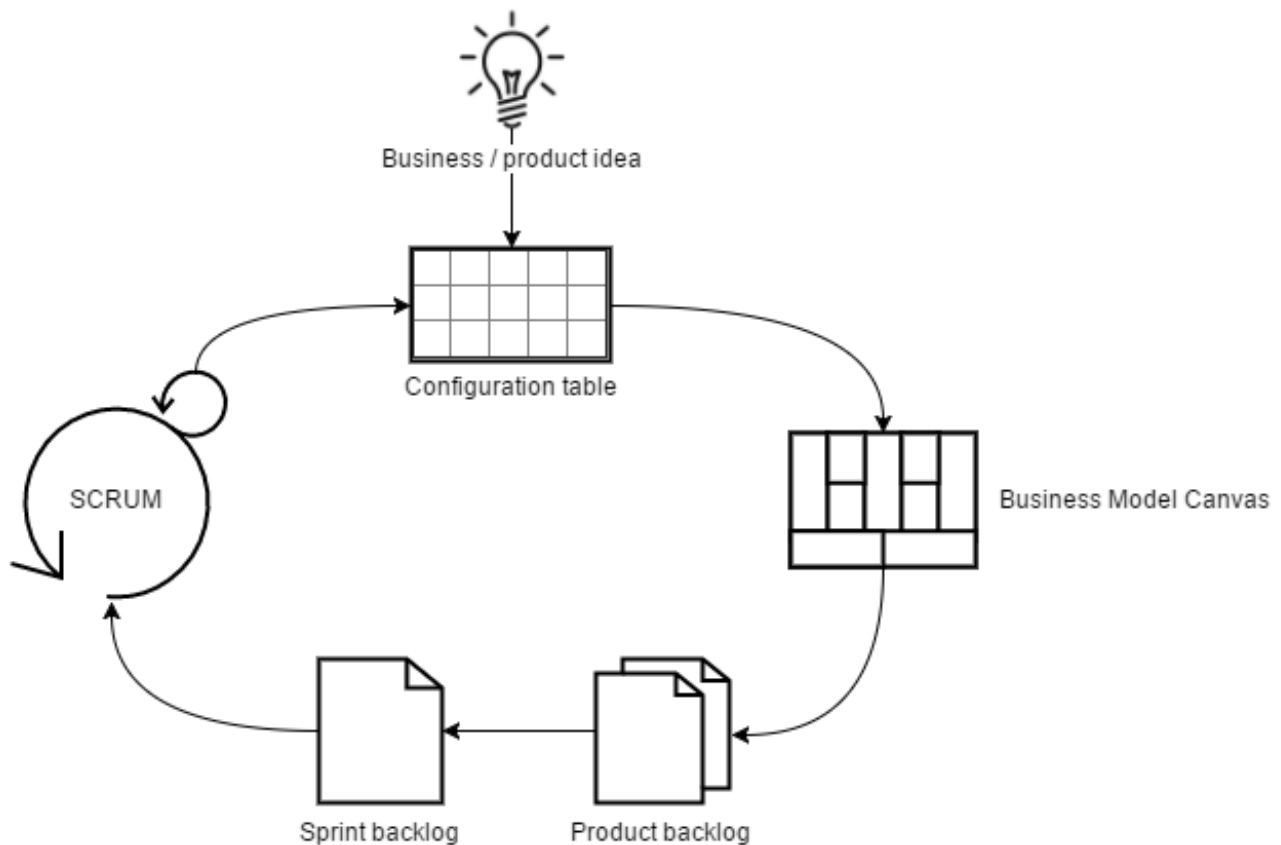 Business / product idea
Configuration table
SCRUM
Business Model Canvas
Sprint backlog
Product backlog